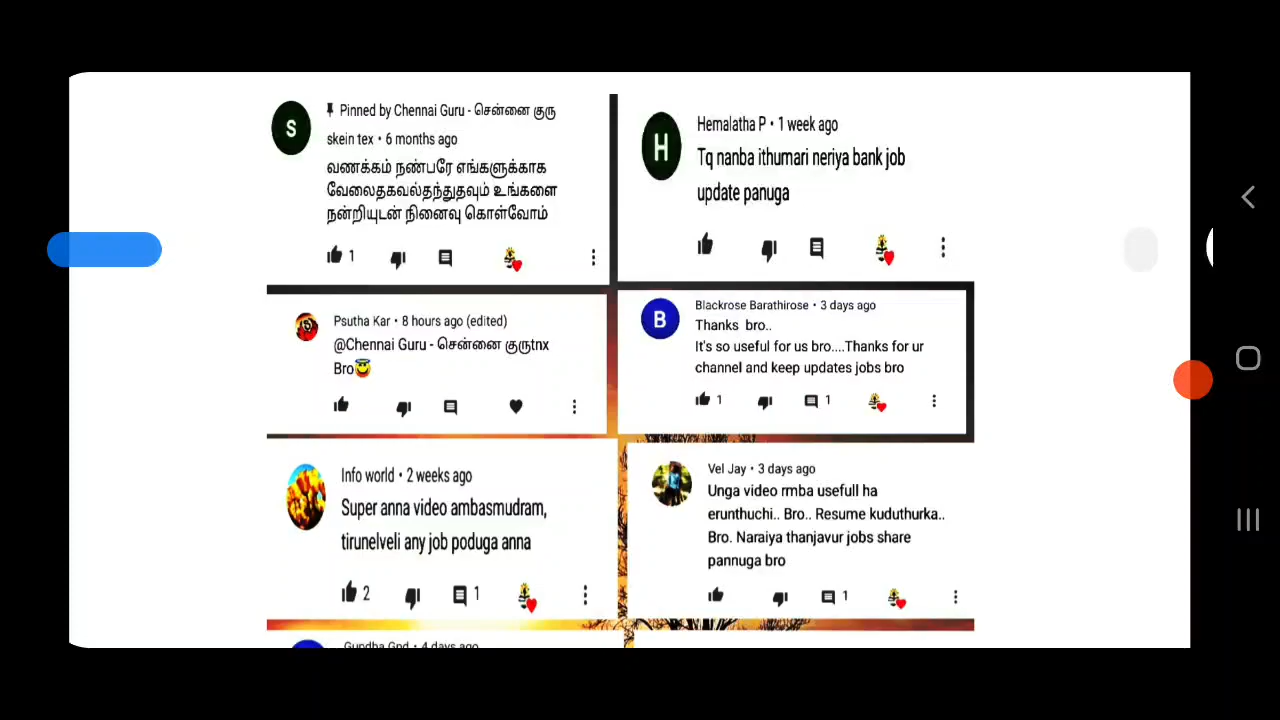 S
Pinned by Chennai Guru - சென்னை குரு
skein tex • 6 months ago
வணக்கம் நண்பரே எங்களுக்காக
வேலைதகவல்தந்துதவும் உங்களை
நன்றியுடன் நினைவு கொள்வோம்
1
H
Hemalatha P • 1 week ago
Tq nanba ithumari neriya bank job
update panuga
Psutha Kar • 8 hours ago (edited)
@Chennai Guru - சென்னை குருtnx
Bro😇
B
Blackrose Barathirose • 3 days ago
Thanks bro..
It's so useful for us bro....Thanks for ur
channel and keep updates jobs bro
1 1
Info world • 2 weeks ago
Super anna video ambasmudram,
tirunelveli any job poduga anna
2 1
Vel Jay • 3 days ago
Unga video rmba usefull ha
erunthuchi.. Bro.. Resume kuduthurka..
Bro. Naraiya thanjavur jobs share
pannuga bro
1
Gundha Gnd • 4 days ago